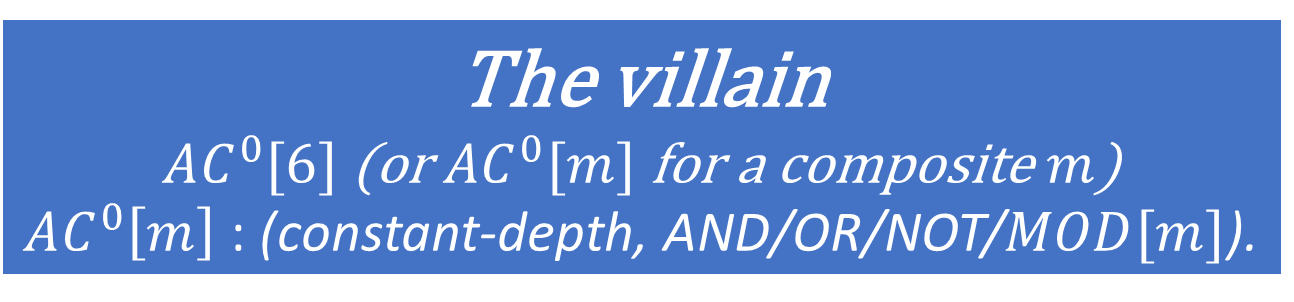 The villain
AC⁰[6] (or AC⁰[m] for a composite m)
AC⁰[m] : (constant-depth, AND/OR/NOT/MOD[m]).